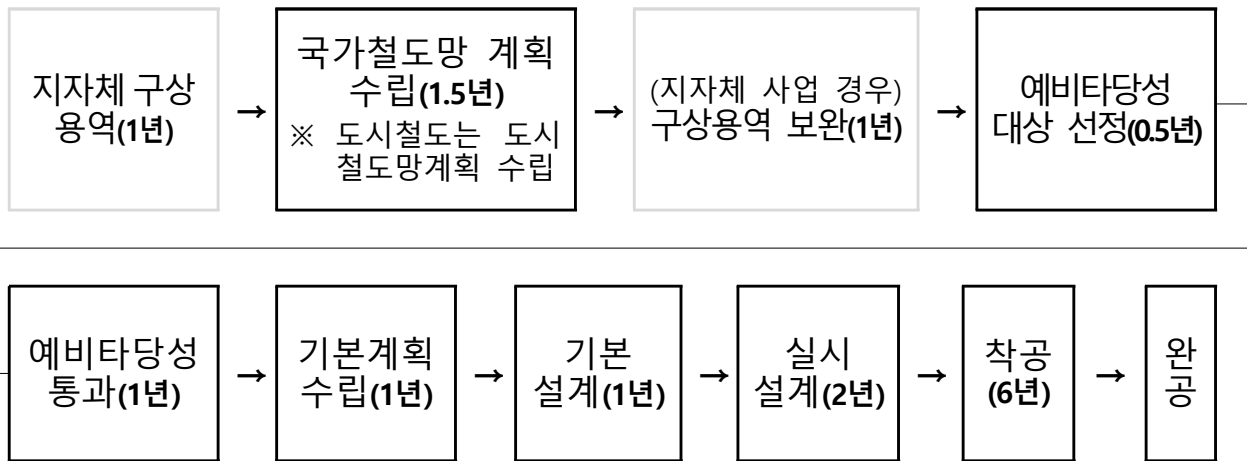 지자체 구상
용역(1년)
→
국가철도망 계획
수립(1.5년)
※ 도시철도는 도시
철도망계획 수립
→
(지자체 사업 경우)
구상용역 보완(1년)
→
예비타당성
대상 선정(0.5년)
예비타당성
통과(1년)
→
기본계획
수립(1년)
→
기본
설계(1년)
→
실시
설계(2년)
→
착공
(6년)
→
완
공